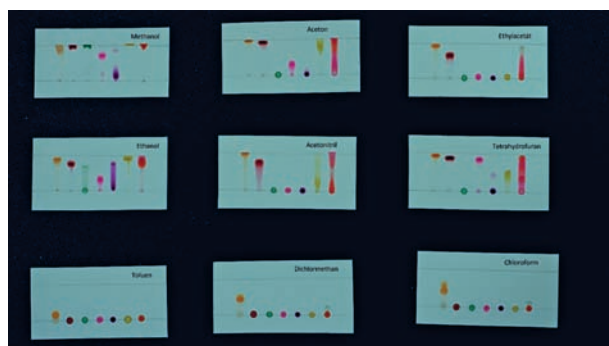 Methanol
Aceton
Ethylacetat
Ethanol
Acetonitril
Tetrahydrofuran
Toluen
Dichlormethan
Chloroform